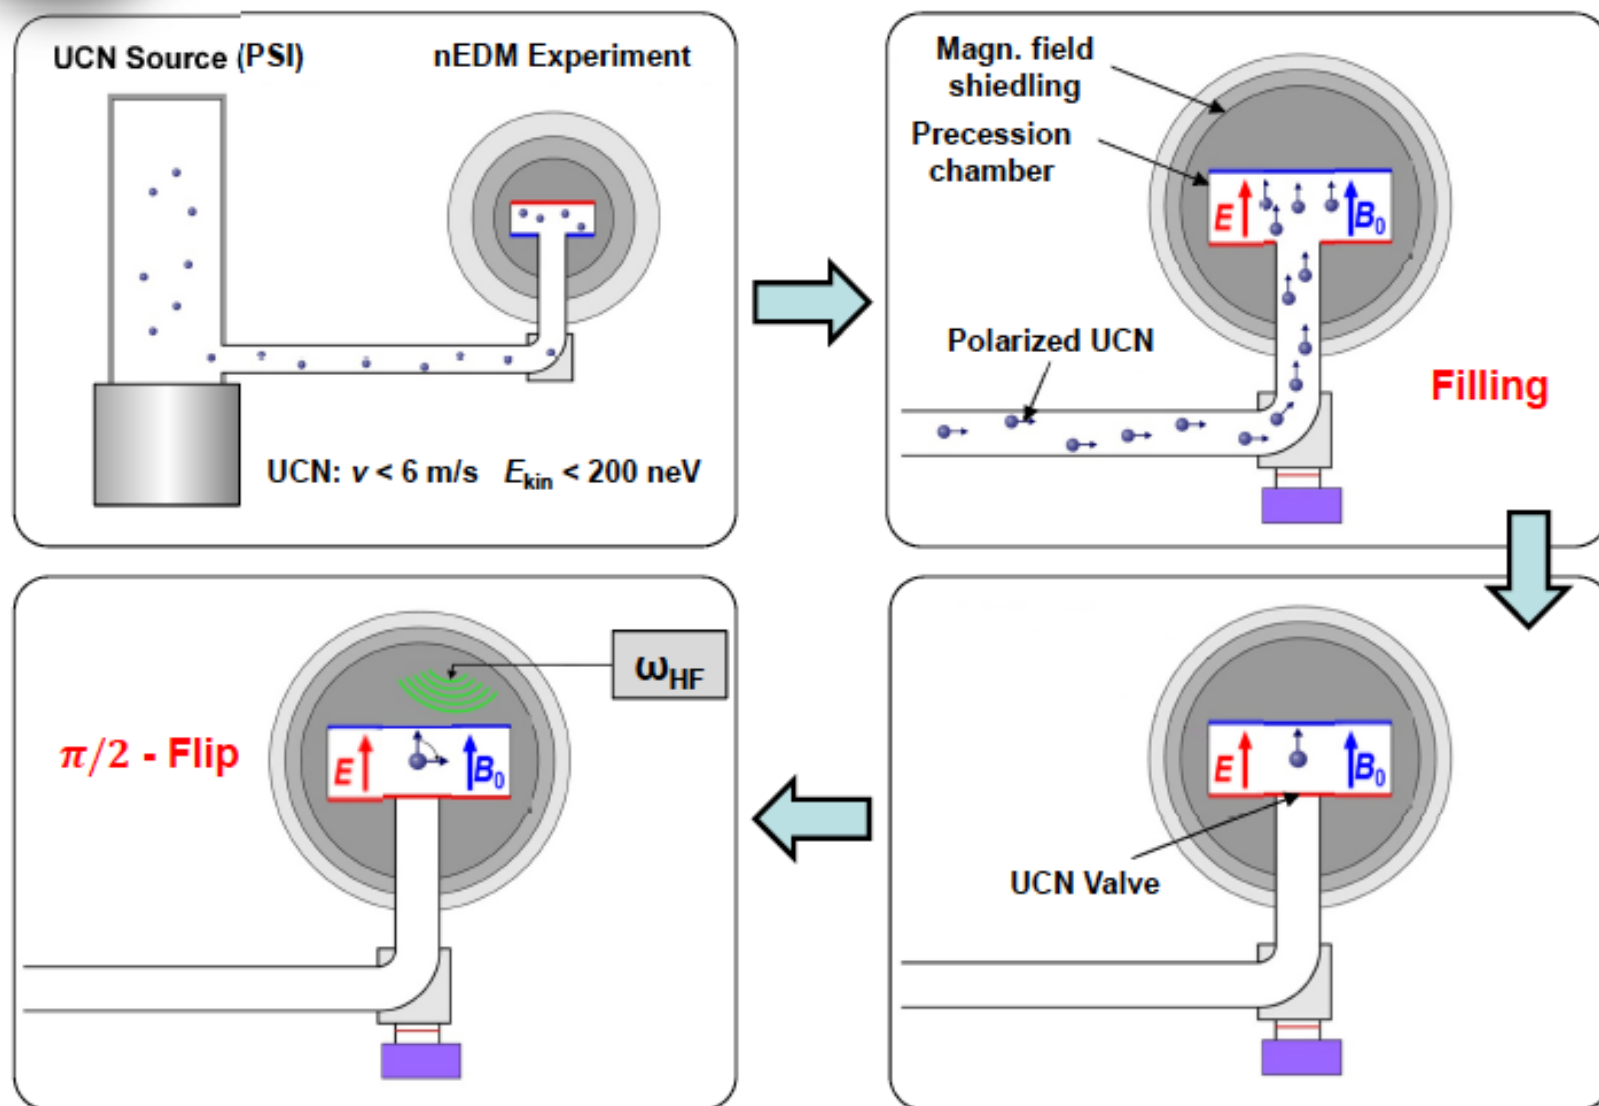 UCN Source (PSI)
nEDM Experiment
UCN: v < 6 m/s   E_kin < 200 neV
Magn. field
shiedling
Precession
chamber
E
B₀
Polarized UCN
Filling
E
B₀
UCN Valve
ω_HF
π/2 - Flip
E
B₀